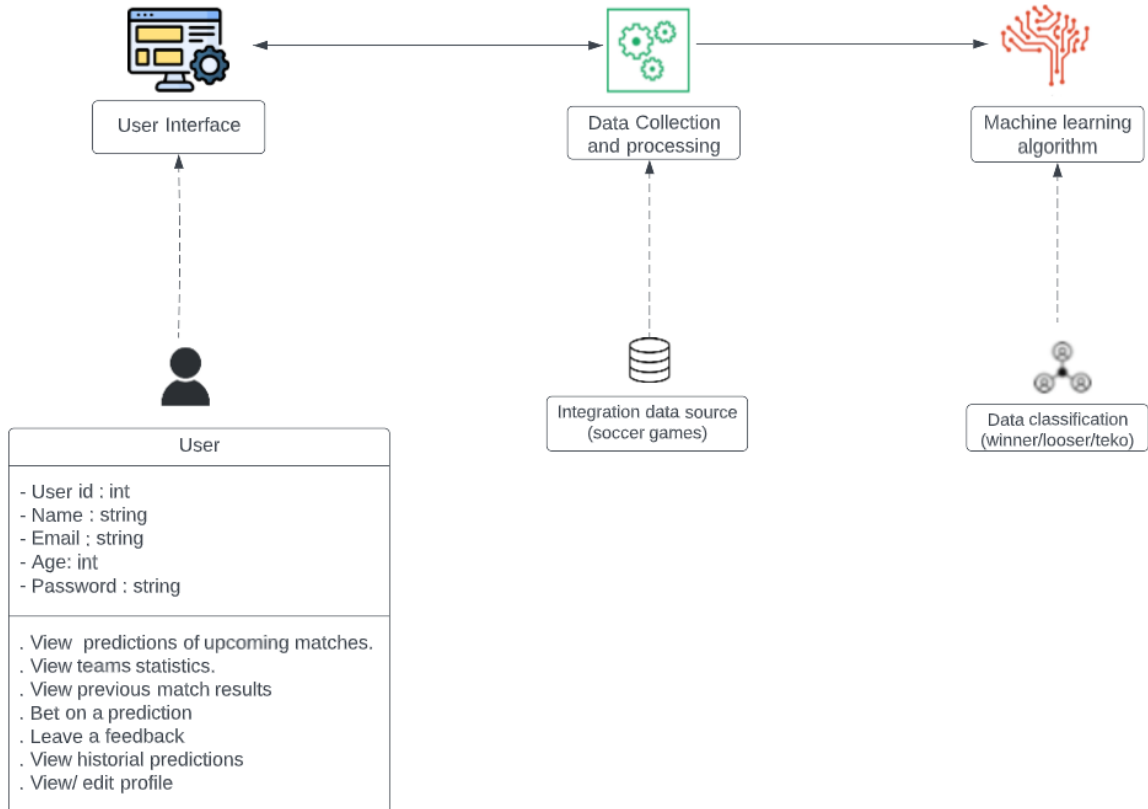 User Interface
Data Collection
and processing
Machine learning
algorithm
Integration data source
(soccer games)
Data classification
(winner/looser/teko)
User
- User id : int
- Name : string
- Email : string
- Age: int
- Password : string
. View predictions of upcoming matches.
. View teams statistics.
. View previous match results
. Bet on a prediction
. Leave a feedback
. View historial predictions
. View/ edit profile